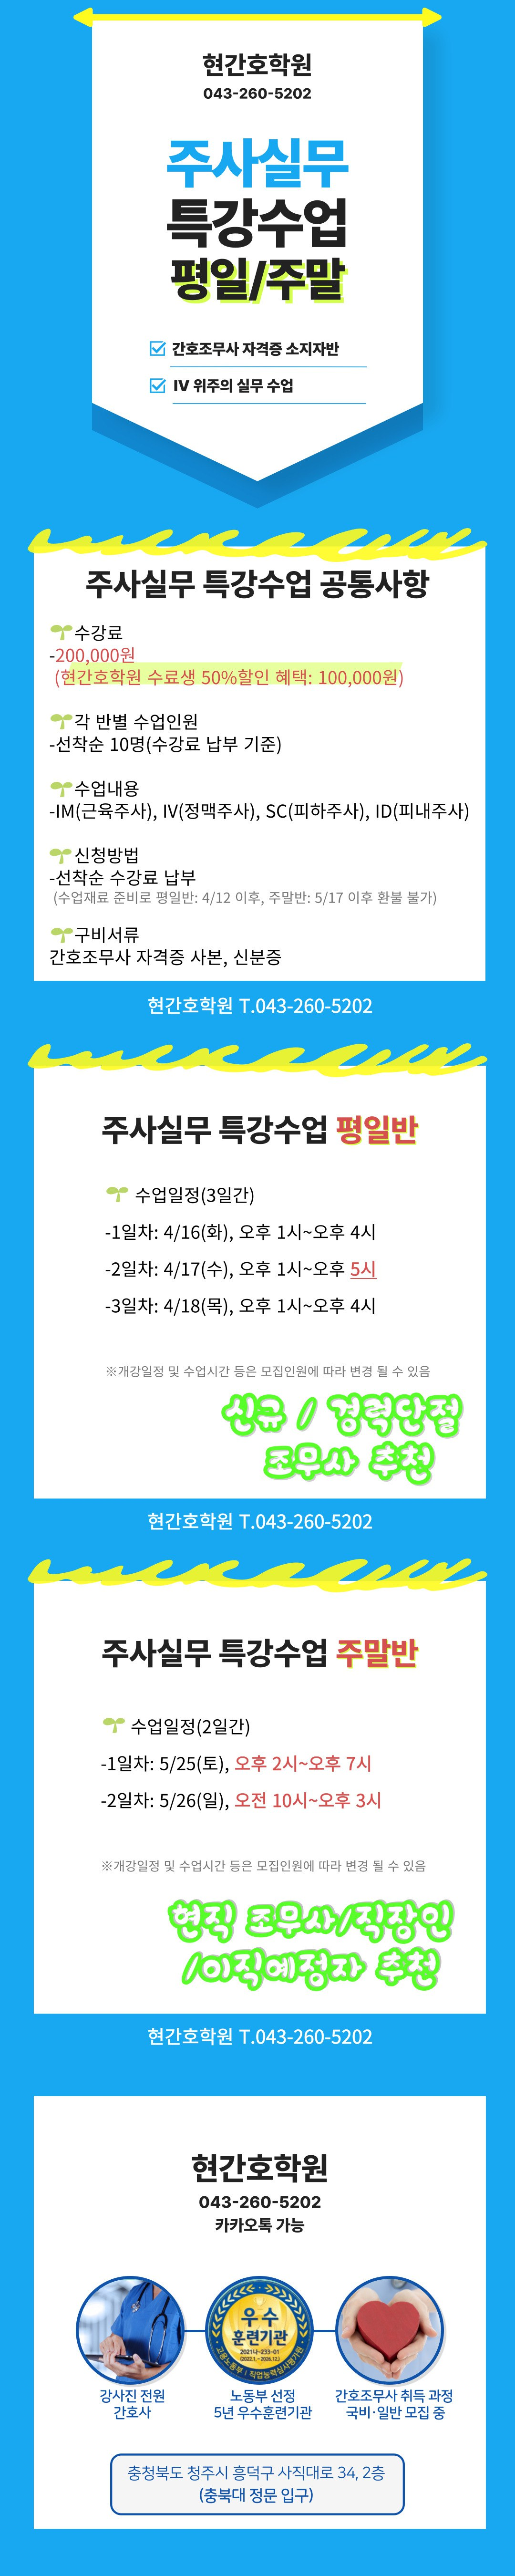 현간호학원
043-260-5202
주사실무
특강수업
평일/주말
간호조무사 자격증 소지자반
IV 위주의 실무 수업
주사실무 특강수업 공통사항
수강료
-200,000원
(현간호학원 수료생 50%할인 혜택: 100,000원)
각 반별 수업인원
-선착순 10명(수강료 납부 기준)
수업내용
-IM(근육주사), IV(정맥주사), SC(피하주사), ID(피내주사)
신청방법
-선착순 수강료 납부
(수업재료 준비로 평일반: 4/12 이후, 주말반: 5/17 이후 환불 불가)
구비서류
간호조무사 자격증 사본, 신분증
현간호학원 T.043-260-5202
주사실무 특강수업 평일반
수업일정(3일간)
-1일차: 4/16(화), 오후 1시~오후 4시
-2일차: 4/17(수), 오후 1시~오후 5시
-3일차: 4/18(목), 오후 1시~오후 4시
※개강일정 및 수업시간 등은 모집인원에 따라 변경 될 수 있음
신규 / 경력단절
조무사 추천
현간호학원 T.043-260-5202
주사실무 특강수업 주말반
수업일정(2일간)
-1일차: 5/25(토), 오후 2시~오후 7시
-2일차: 5/26(일), 오전 10시~오후 3시
※개강일정 및 수업시간 등은 모집인원에 따라 변경 될 수 있음
현직 조무사/직장인
/이직예정자 추천
현간호학원 T.043-260-5202
현간호학원
043-260-5202
카카오톡 가능
우수
훈련기관
고용노동부 | 직업능력심사평가원
강사진 전원
간호사
노동부 선정
5년 우수훈련기관
간호조무사 취득 과정
국비·일반 모집 중
충청북도 청주시 흥덕구 사직대로 34, 2층
(충북대 정문 입구)